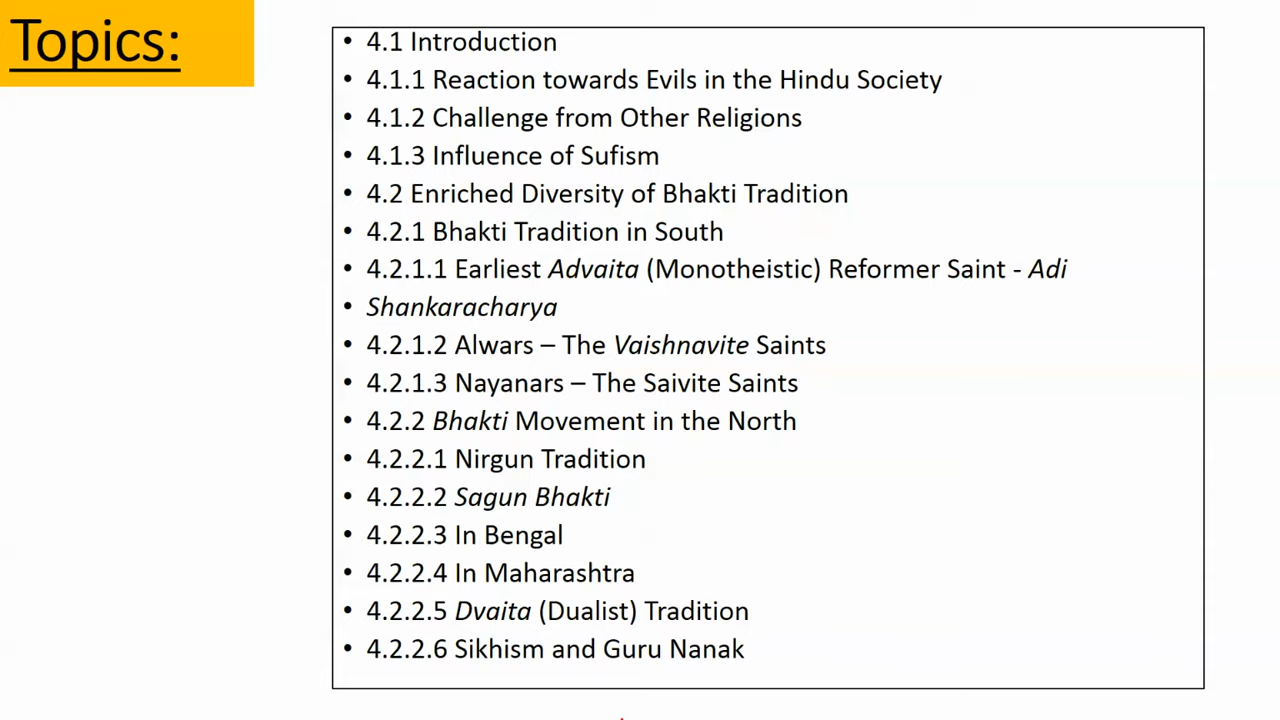 Topics:
• 4.1 Introduction
• 4.1.1 Reaction towards Evils in the Hindu Society
• 4.1.2 Challenge from Other Religions
• 4.1.3 Influence of Sufism
• 4.2 Enriched Diversity of Bhakti Tradition
• 4.2.1 Bhakti Tradition in South
• 4.2.1.1 Earliest Advaita (Monotheistic) Reformer Saint - Adi
• Shankaracharya
• 4.2.1.2 Alwars – The Vaishnavite Saints
• 4.2.1.3 Nayanars – The Saivite Saints
• 4.2.2 Bhakti Movement in the North
• 4.2.2.1 Nirgun Tradition
• 4.2.2.2 Sagun Bhakti
• 4.2.2.3 In Bengal
• 4.2.2.4 In Maharashtra
• 4.2.2.5 Dvaita (Dualist) Tradition
• 4.2.2.6 Sikhism and Guru Nanak